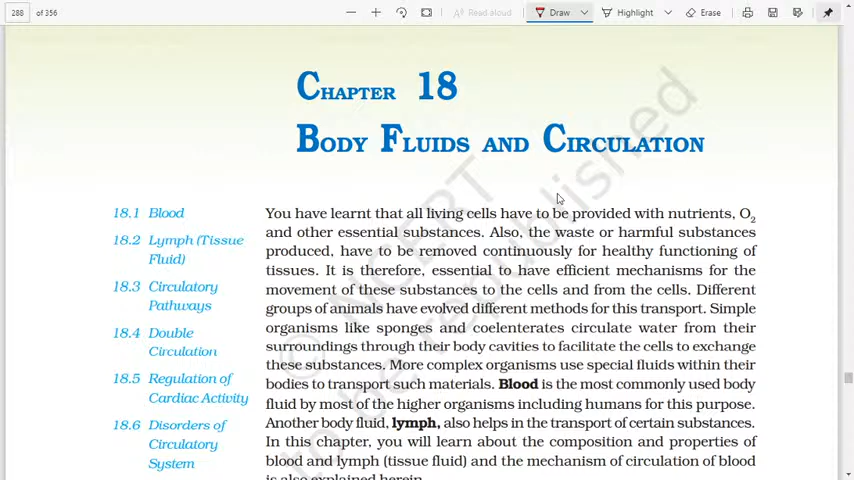 288 of 356 Read aloud Draw Highlight Erase
CHAPTER 18
BODY FLUIDS AND CIRCULATION
18.1 Blood
18.2 Lymph (Tissue
Fluid)
18.3 Circulatory
Pathways
18.4 Double
Circulation
18.5 Regulation of
Cardiac Activity
18.6 Disorders of
Circulatory
System
You have learnt that all living cells have to be provided with nutrients, O2
and other essential substances. Also, the waste or harmful substances
produced, have to be removed continuously for healthy functioning of
tissues. It is therefore, essential to have efficient mechanisms for the
movement of these substances to the cells and from the cells. Different
groups of animals have evolved different methods for this transport. Simple
organisms like sponges and coelenterates circulate water from their
surroundings through their body cavities to facilitate the cells to exchange
these substances. More complex organisms use special fluids within their
bodies to transport such materials. Blood is the most commonly used body
fluid by most of the higher organisms including humans for this purpose.
Another body fluid, lymph, also helps in the transport of certain substances.
In this chapter, you will learn about the composition and properties of
blood and lymph (tissue fluid) and the mechanism of circulation of blood
is also explained herein.
© NCERT
to be republished